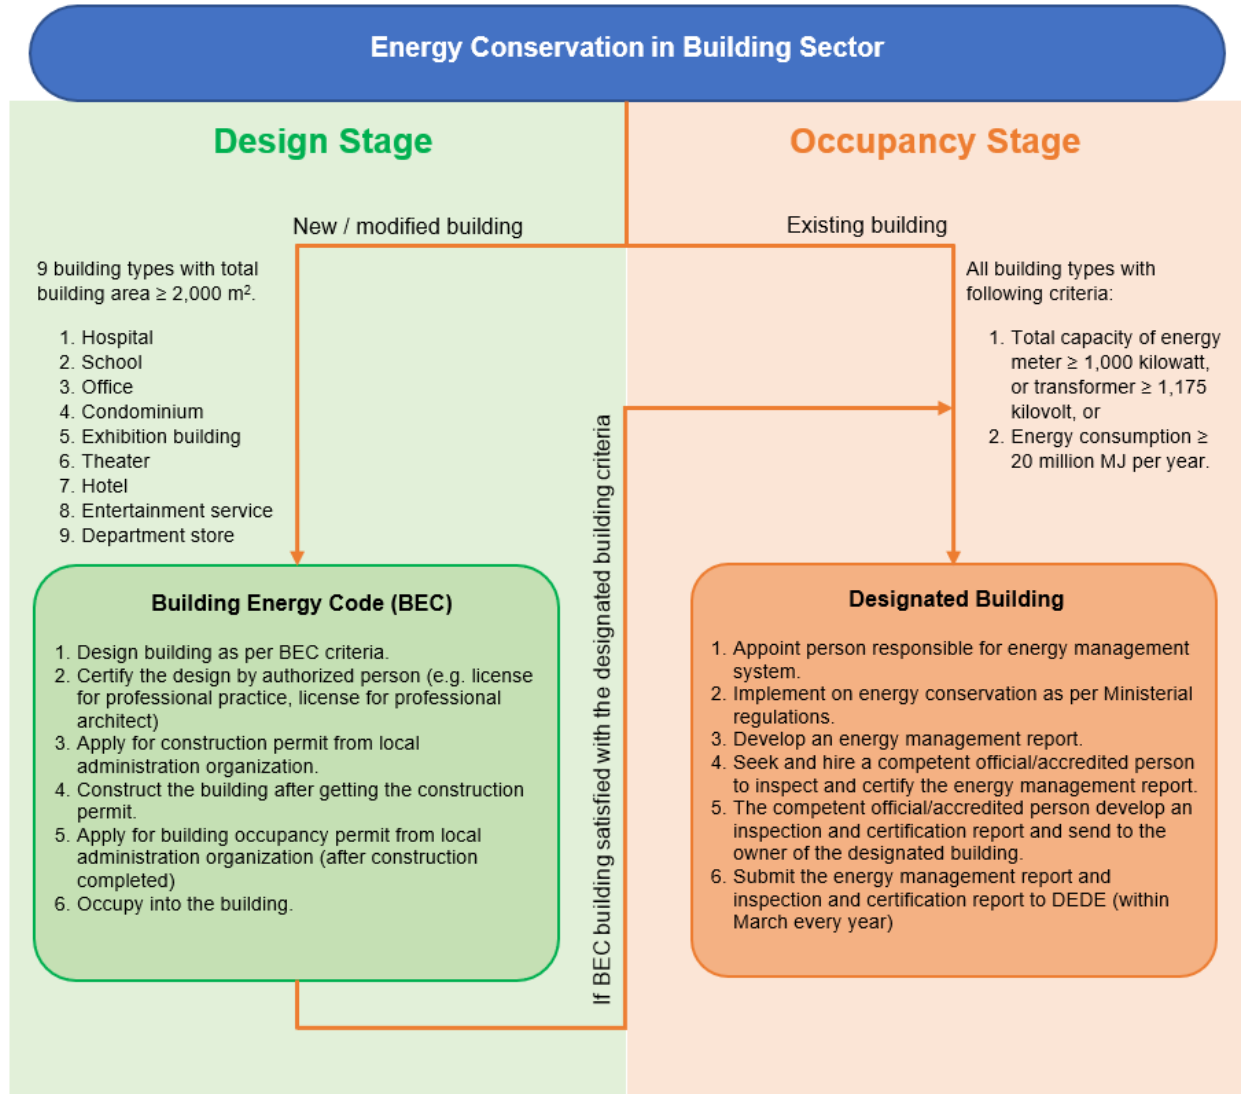 Energy Conservation in Building Sector
Design Stage
Occupancy Stage
New / modified building
Existing building
9 building types with total
building area ≥ 2,000 m².
1. Hospital
2. School
3. Office
4. Condominium
5. Exhibition building
6. Theater
7. Hotel
8. Entertainment service
9. Department store
All building types with
following criteria:
1. Total capacity of energy
meter ≥ 1,000 kilowatt,
or transformer ≥ 1,175
kilovolt, or
2. Energy consumption ≥
20 million MJ per year.
Building Energy Code (BEC)
1. Design building as per BEC criteria.
2. Certify the design by authorized person (e.g. license
for professional practice, license for professional
architect)
3. Apply for construction permit from local
administration organization.
4. Construct the building after getting the construction
permit.
5. Apply for building occupancy permit from local
administration organization (after construction
completed)
6. Occupy into the building.
If BEC building satisfied with the designated building criteria
Designated Building
1. Appoint person responsible for energy management
system.
2. Implement on energy conservation as per Ministerial
regulations.
3. Develop an energy management report.
4. Seek and hire a competent official/accredited person
to inspect and certify the energy management report.
5. The competent official/accredited person develop an
inspection and certification report and send to the
owner of the designated building.
6. Submit the energy management report and
inspection and certification report to DEDE (within
March every year)